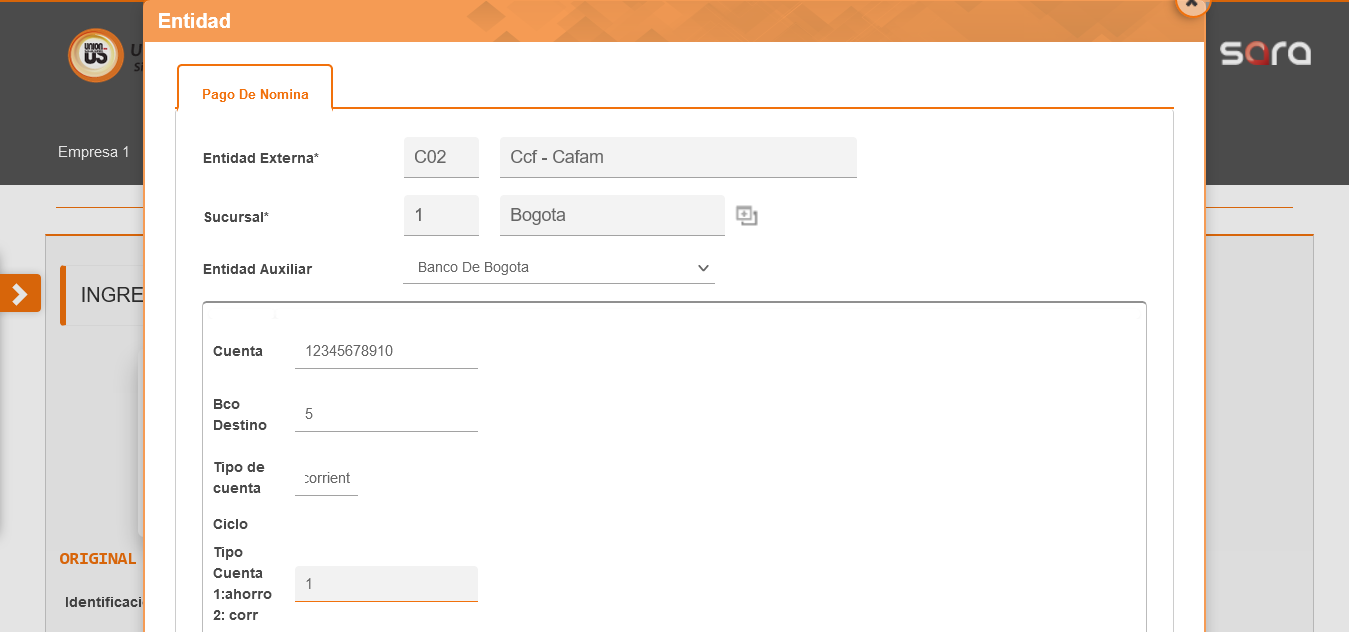 Entidad
UNION
US
sara
Pago De Nomina
Empresa 1
Entidad Externa* C02 Ccf - Cafam
Sucursal* 1 Bogota
Entidad Auxiliar Banco De Bogota
INGRE
Cuenta 12345678910
Bco
Destino 5
Tipo de
cuenta corrient
Ciclo
Tipo
Cuenta
1:ahorro
2: corr
1
ORIGINAL
Identificaci